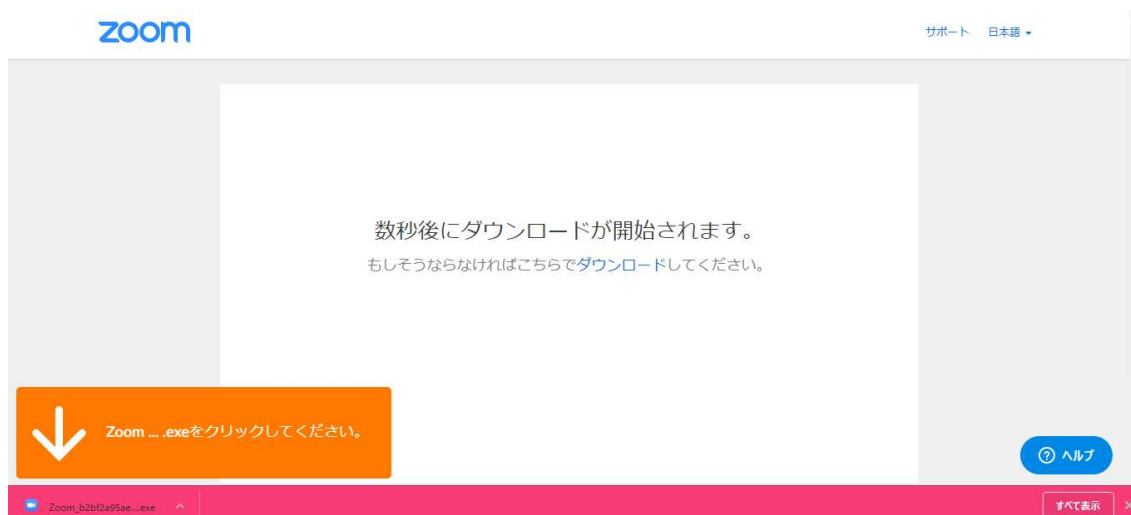 zoom
サポート 日本語
数秒後にダウンロードが開始されます。
もしそうならなければこちらでダウンロードしてください。
Zoom ... .exeをクリックしてください。
ヘルプ
Zoom_b2bf2a95ae....exe
すべて表示